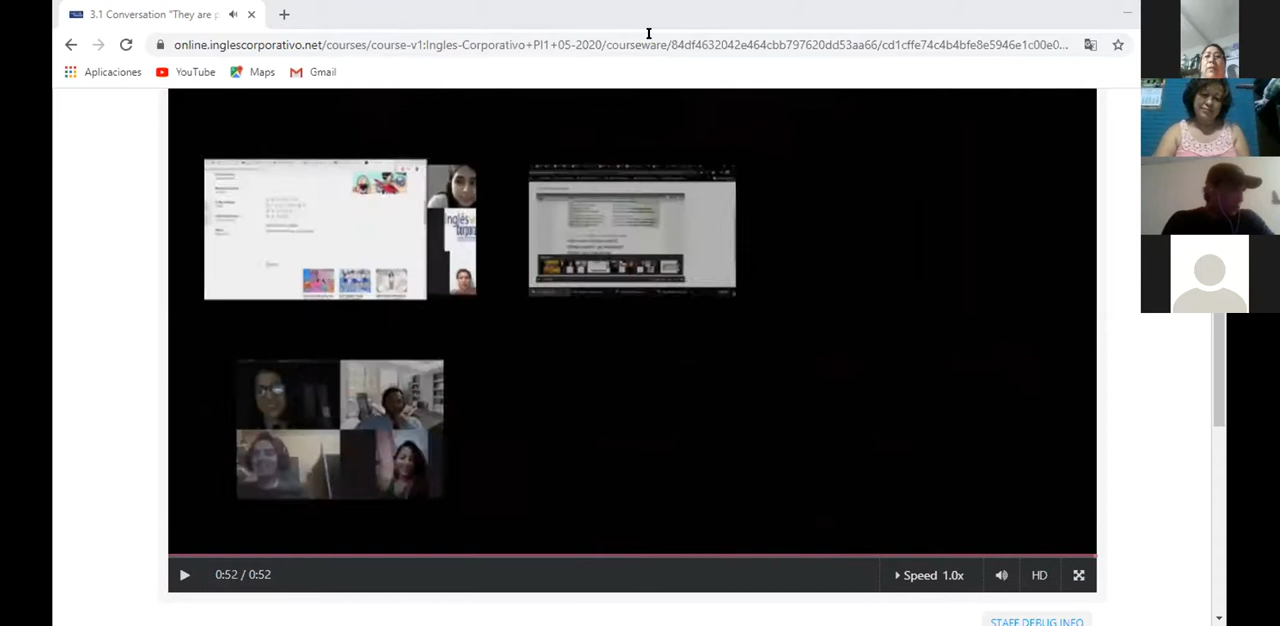 3.1 Conversation "They are p
online.inglescorporativo.net/courses/course-v1:Ingles-Corporativo+PI1+05-2020/courseware/84df4632042e464cbb797620dd53aa66/cd1cffe74c4b4bfe8e5946e1c00e0...
Aplicaciones YouTube Maps Gmail
Inglés
0:52 / 0:52 Speed 1.0x HD
STAFF DEBUG INFO